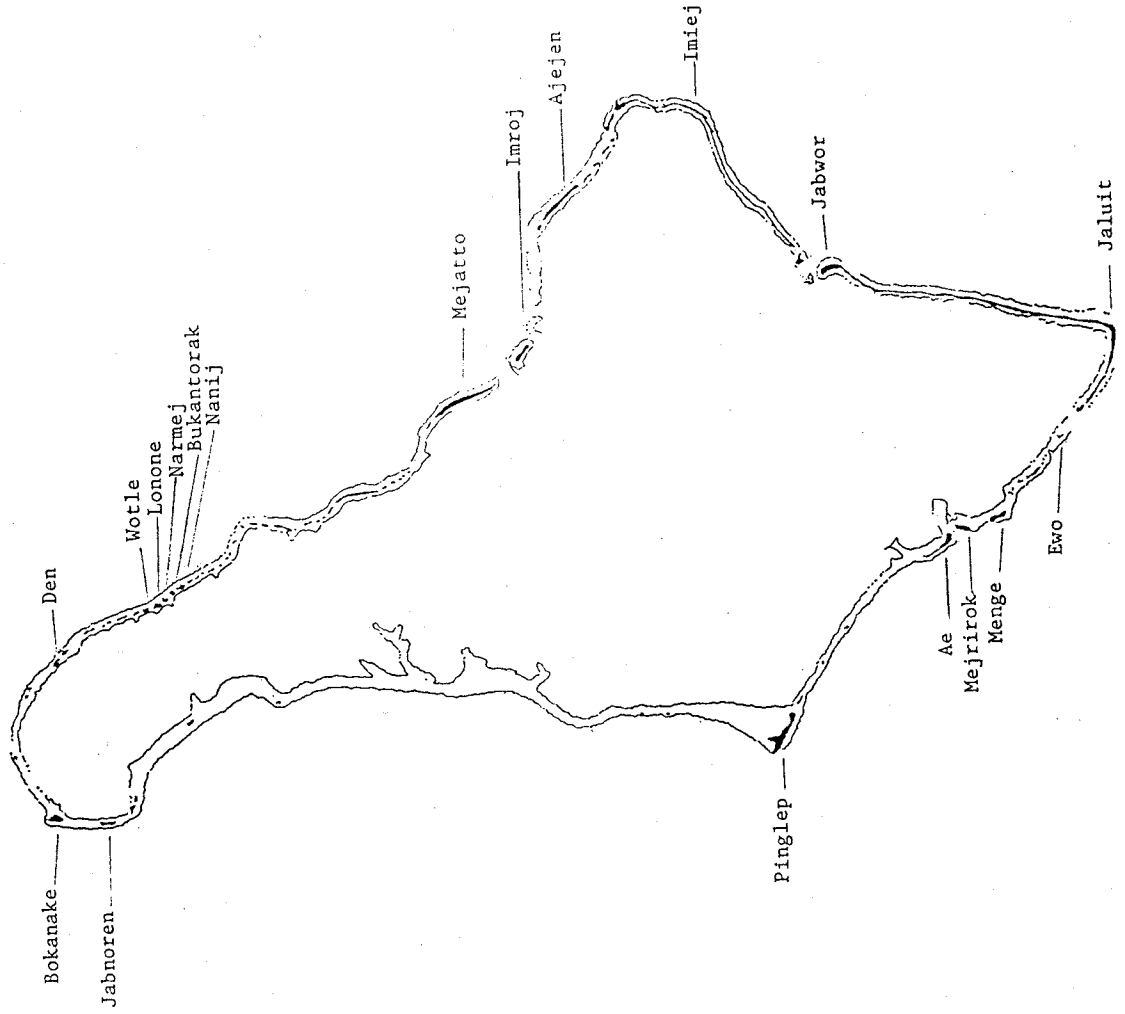 Bokanake
Jabnoren
Den
Wotle
Lonone
Narmej
Bukantorak
Nanij
Mejatto
Imroj
Ajejen
Imiej
Jabwor
Jaluit
Ewo
Menge
Mejrirok
Ae
Pinglep